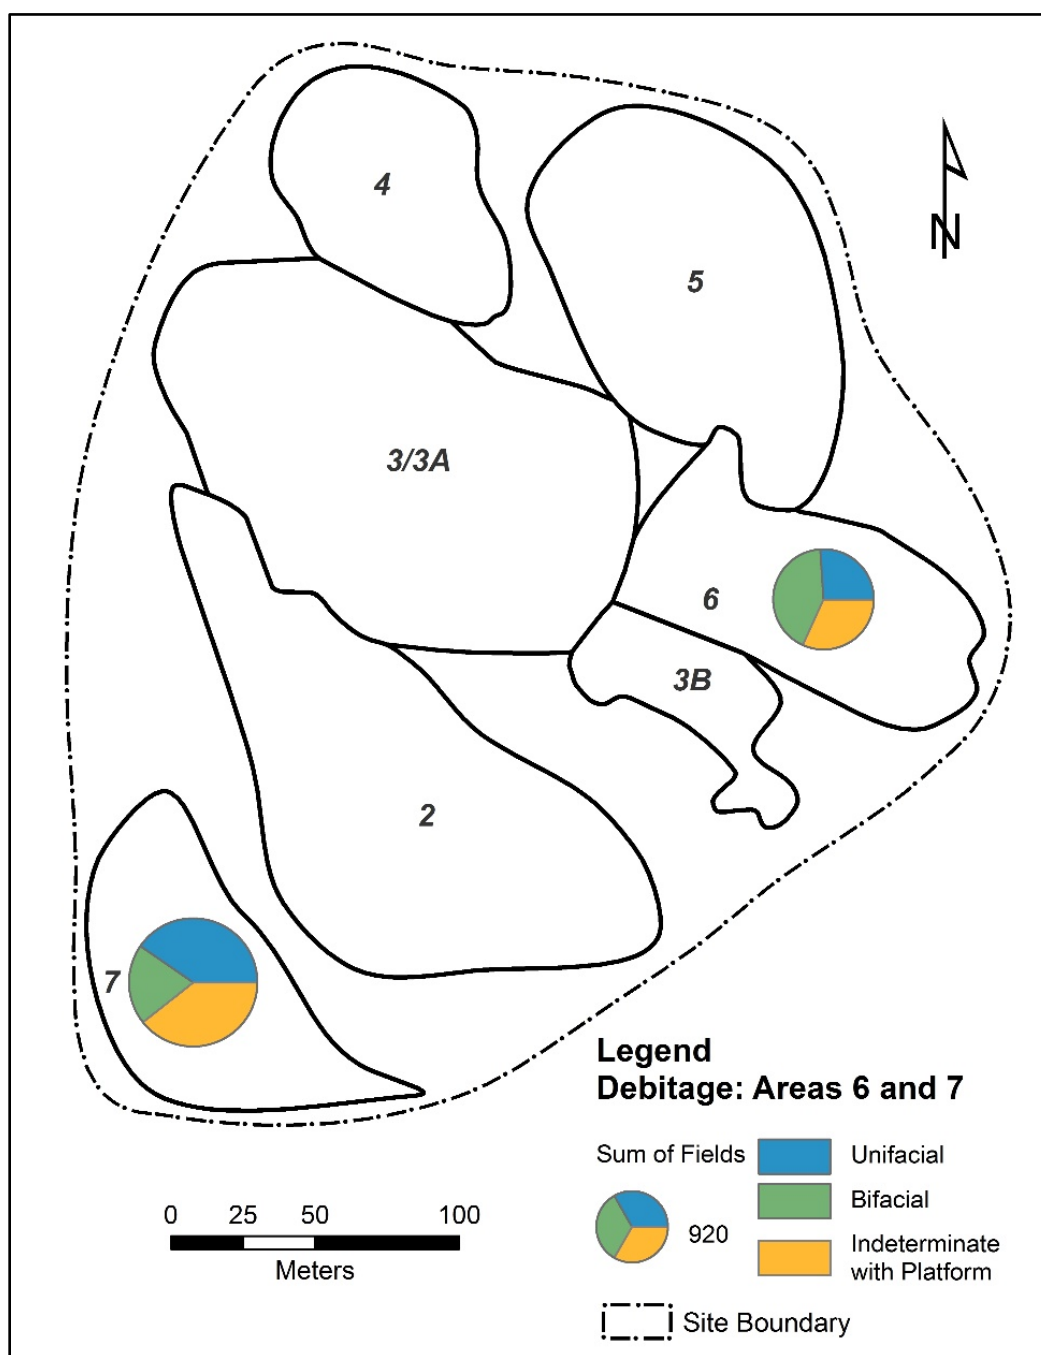 4
5
N
3/3A
6
3B
2
7
Legend
Debitage: Areas 6 and 7
Sum of Fields
920
Unifacial
Bifacial
Indeterminate
with Platform
Site Boundary
0 25 50 100
Meters